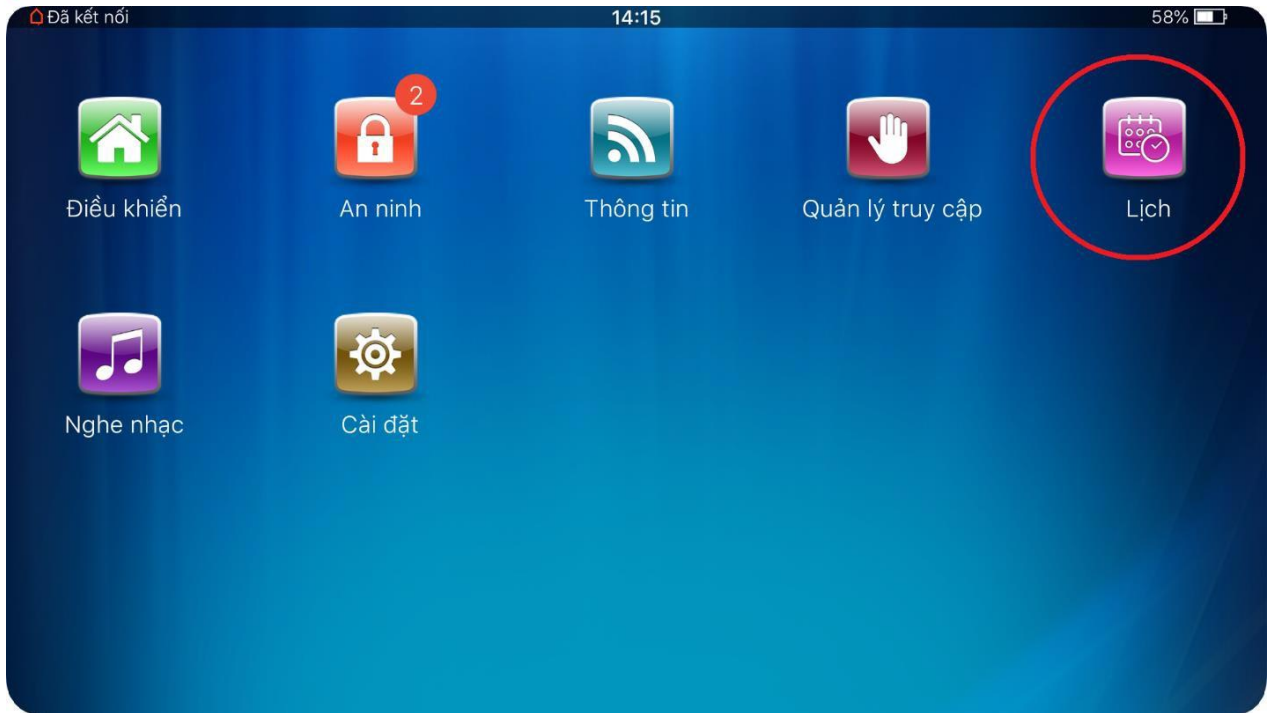 Đã kết nối
14:15
58%
2
Điều khiển
An ninh
Thông tin
Quản lý truy cập
Lịch
Nghe nhạc
Cài đặt